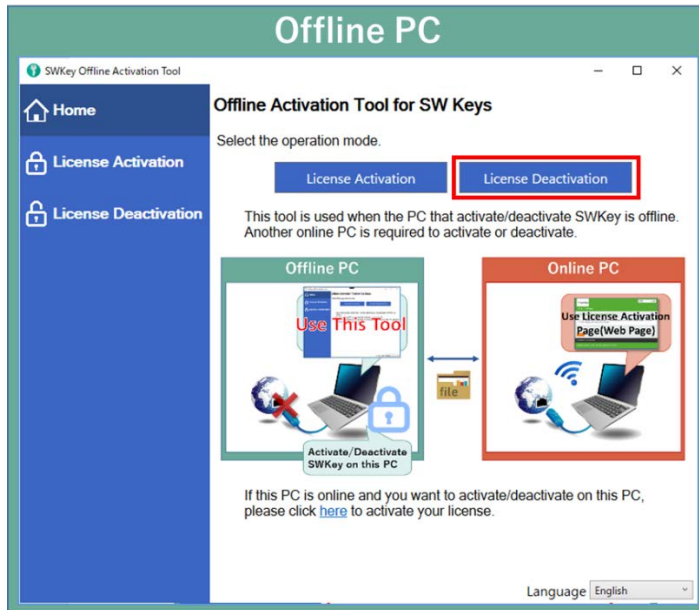 Offline PC
SWKey Offline Activation Tool
Home
License Activation
License Deactivation
Offline Activation Tool for SW Keys
Select the operation mode.
License Activation
License Deactivation
This tool is used when the PC that activate/deactivate SWKey is offline.
Another online PC is required to activate or deactivate.
Offline PC
Online PC
Use This Tool
Use License Activation
Page(Web Page)
file
Activate/Deactivate
SWKey on this PC
If this PC is online and you want to activate/deactivate on this PC,
please click here to activate your license.
Language English